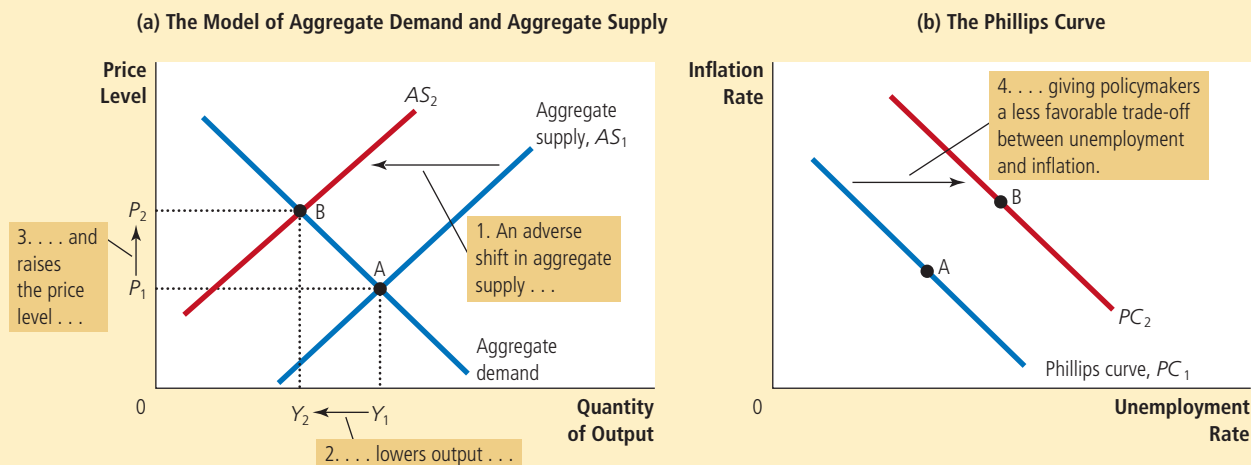 (a) The Model of Aggregate Demand and Aggregate Supply
Price
Level
AS2
Aggregate
supply, AS1
P2
B
3. . . . and
raises
the price
level . . .
1. An adverse
shift in aggregate
supply . . .
A
P1
Aggregate
demand
0
Y2
Y1
Quantity
of Output
2. . . . lowers output . . .
(b) The Phillips Curve
Inflation
Rate
4. . . . giving policymakers
a less favorable trade-off
between unemployment
and inflation.
B
A
PC2
Phillips curve, PC1
0
Unemployment
Rate